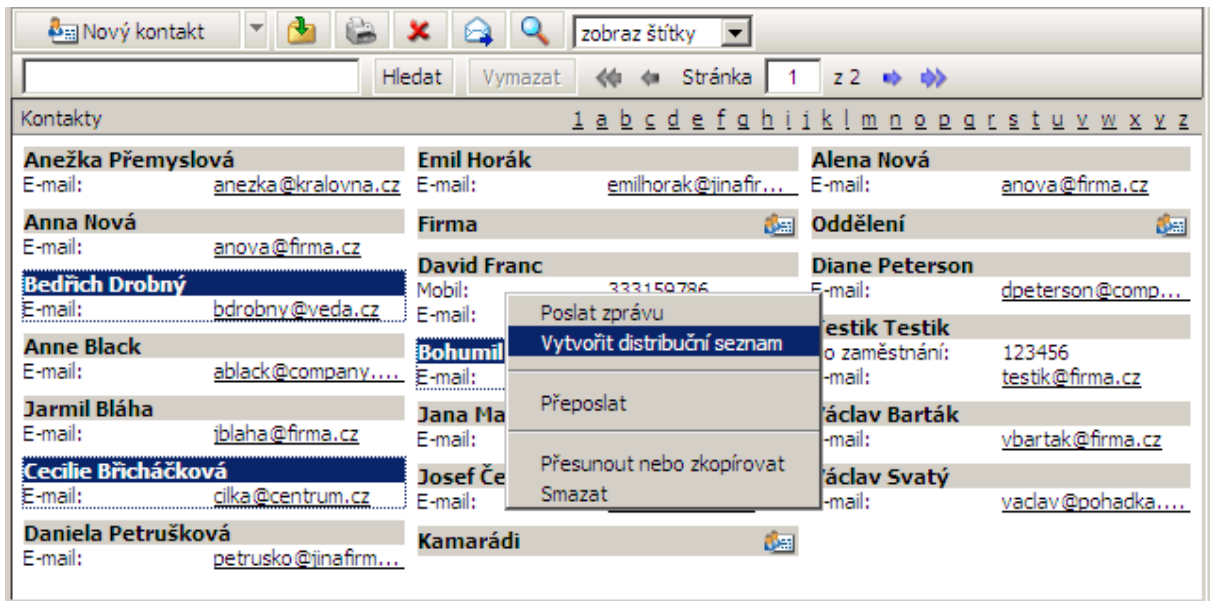 Nový kontakt zobraz štítky
Hledat Vymazat Stránka 1 z 2
Kontakty 1 a b c d e f g h i j k l m n o p q r s t u v w x y z
Anežka Přemyslová
E-mail: anezka@kralovna.cz
Anna Nová
E-mail: anova@firma.cz
Bedřich Drobný
E-mail: bdrobny@veda.cz
Anne Black
E-mail: ablack@company....
Jarmil Bláha
E-mail: jblaha@firma.cz
Cecilie Břicháčková
E-mail: cilka@centrum.cz
Daniela Petrušková
E-mail: petrusko@jinafirm...
Emil Horák
E-mail: emilhorak@jinafir...
Firma
David Franc
Mobil: 333159786
E-mail:
Bohumil
E-mail:
Jana Ma
E-mail:
Josef Če
E-mail:
Kamarádi
Poslat zprávu
Vytvořit distribuční seznam
Přeposlat
Přesunout nebo zkopírovat
Smazat
Alena Nová
E-mail: anova@firma.cz
Oddělení
Diane Peterson
E-mail: dpeterson@comp...
Testik Testik
o zaměstnání: 123456
-mail: testik@firma.cz
Václav Barták
-mail: vbartak@firma.cz
Václav Svatý
-mail: vaclav@pohadka....